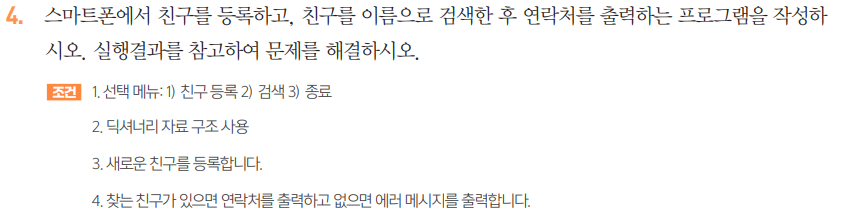 4. 스마트폰에서 친구를 등록하고, 친구를 이름으로 검색한 후 연락처를 출력하는 프로그램을 작성하
시오. 실행결과를 참고하여 문제를 해결하시오.
조건 1. 선택 메뉴: 1) 친구 등록 2) 검색 3) 종료
2. 딕셔너리 자료 구조 사용
3. 새로운 친구를 등록합니다.
4. 찾는 친구가 있으면 연락처를 출력하고 없으면 에러 메시지를 출력합니다.